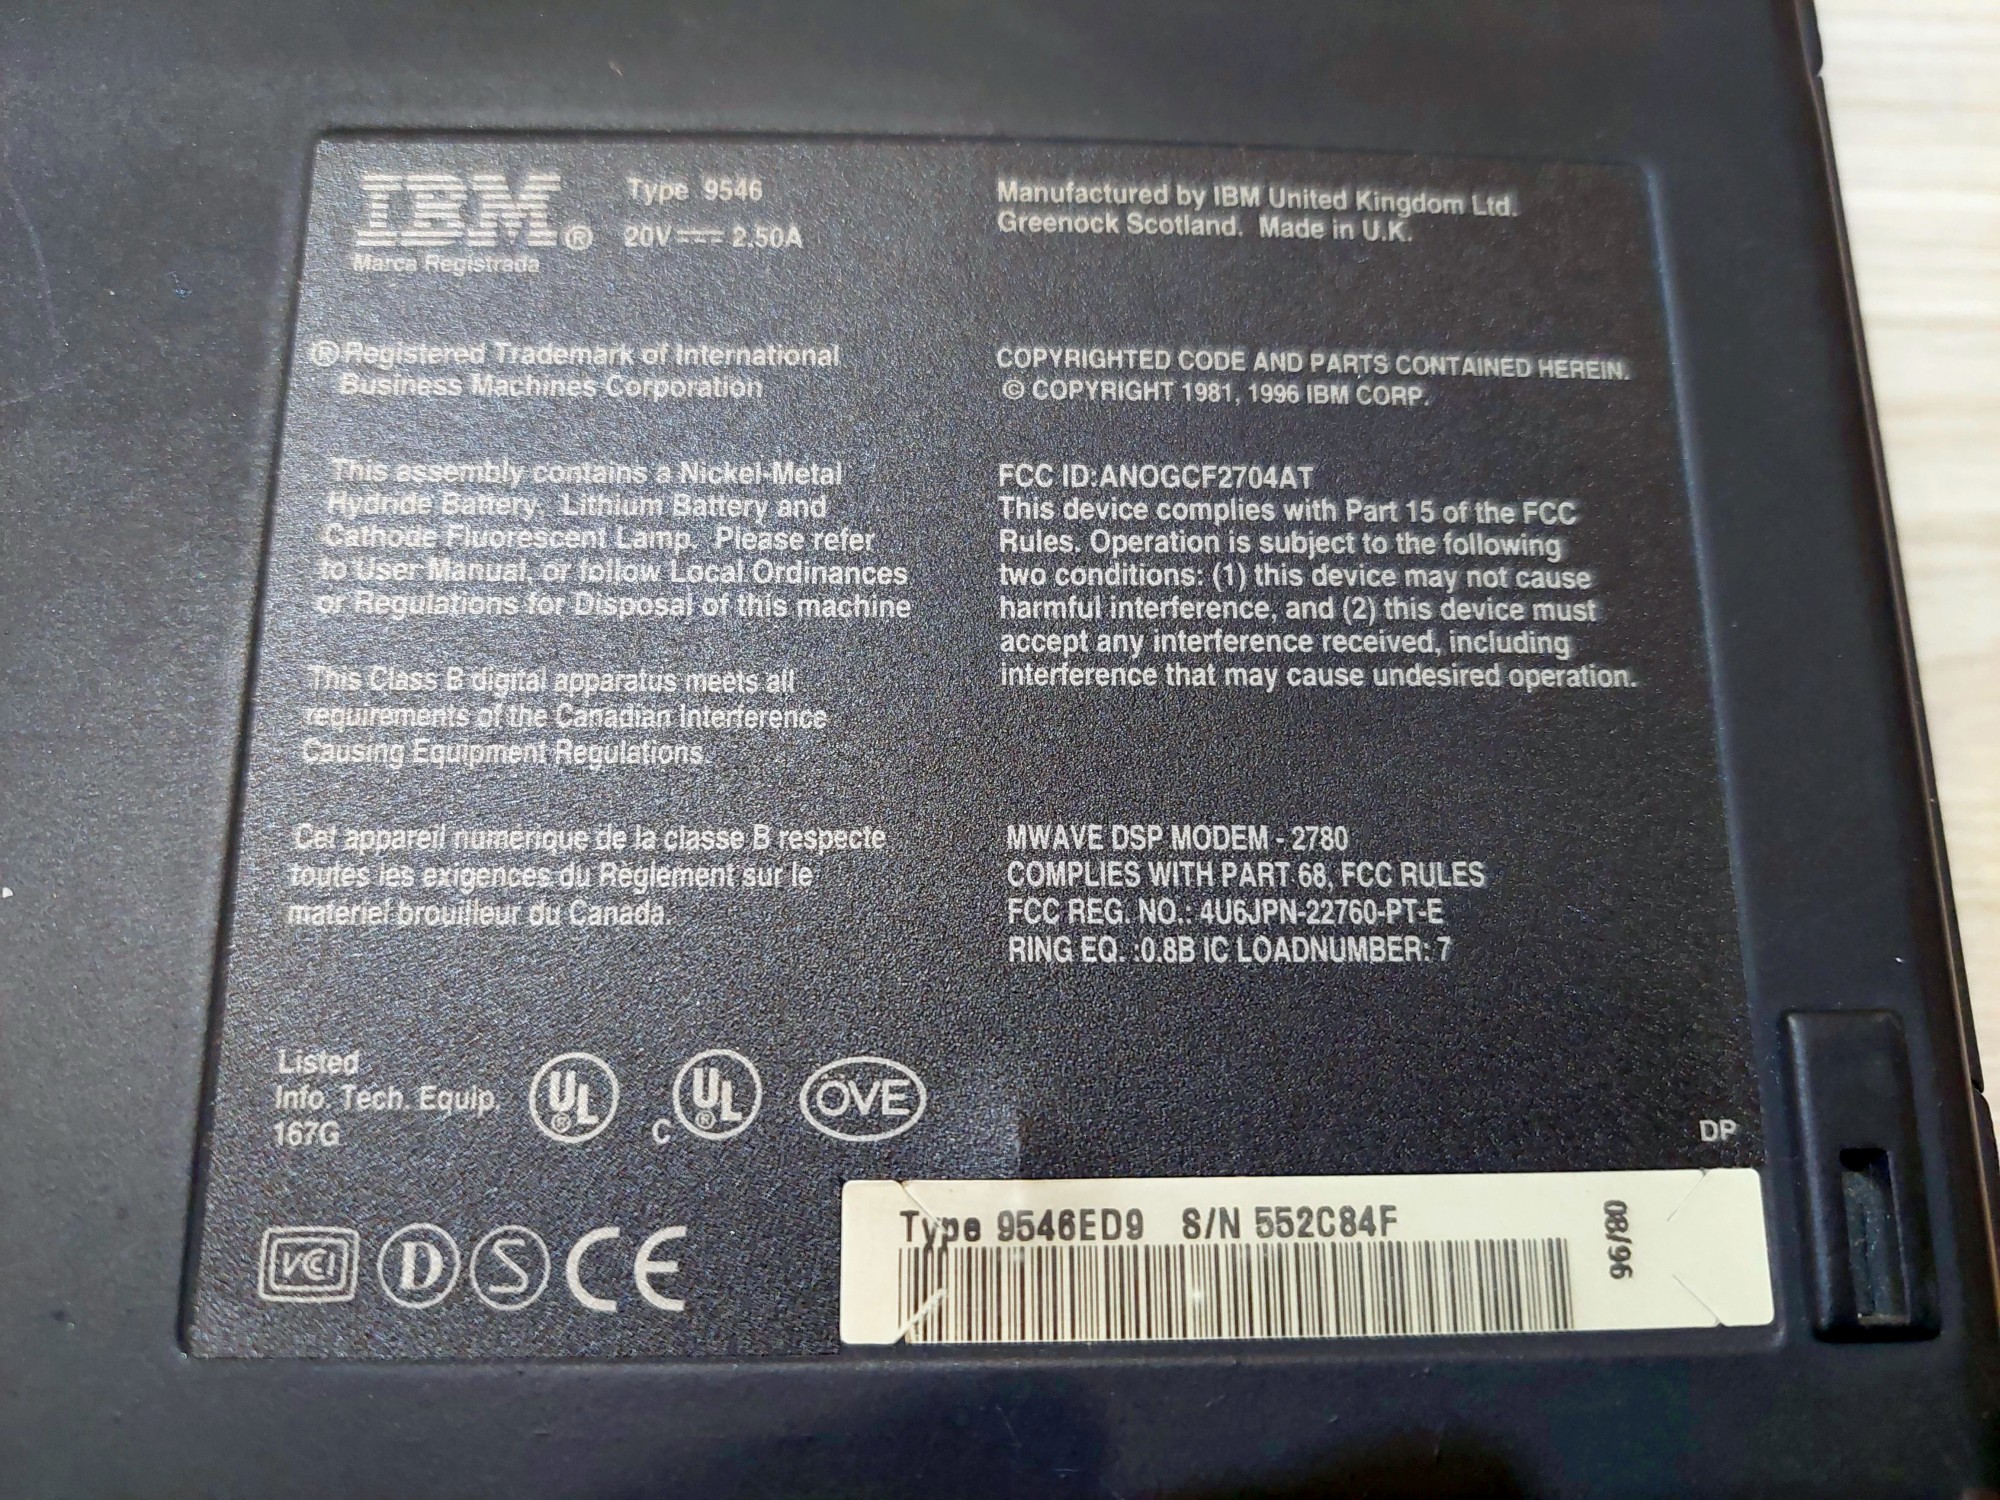 IBM®
Marca Registrada
Type 9546
20V⎓2.50A
Manufactured by IBM United Kingdom Ltd.
Greenock Scotland. Made in U.K.
® Registered Trademark of International
Business Machines Corporation
COPYRIGHTED CODE AND PARTS CONTAINED HEREIN.
© COPYRIGHT 1981, 1996 IBM CORP.
This assembly contains a Nickel-Metal
Hydride Battery, Lithium Battery and
Cathode Fluorescent Lamp. Please refer
to User Manual, or follow Local Ordinances
or Regulations for Disposal of this machine
FCC ID:ANOGCF2704AT
This device complies with Part 15 of the FCC
Rules. Operation is subject to the following
two conditions: (1) this device may not cause
harmful interference, and (2) this device must
accept any interference received, including
interference that may cause undesired operation.
This Class B digital apparatus meets all
requirements of the Canadian Interference
Causing Equipment Regulations.
Cet appareil numérique de la classe B respecte
toutes les exigences du Règlement sur le
matériel brouilleur du Canada.
MWAVE DSP MODEM - 2780
COMPLIES WITH PART 68, FCC RULES
FCC REG. NO.: 4U6JPN-22760-PT-E
RING EQ. :0.8B IC LOADNUMBER: 7
Listed
Info. Tech. Equip.
167G
UL®
C UL®
OVE
DP
VCI
D
S
CE
Type 9546ED9 S/N 552C84F
96/80